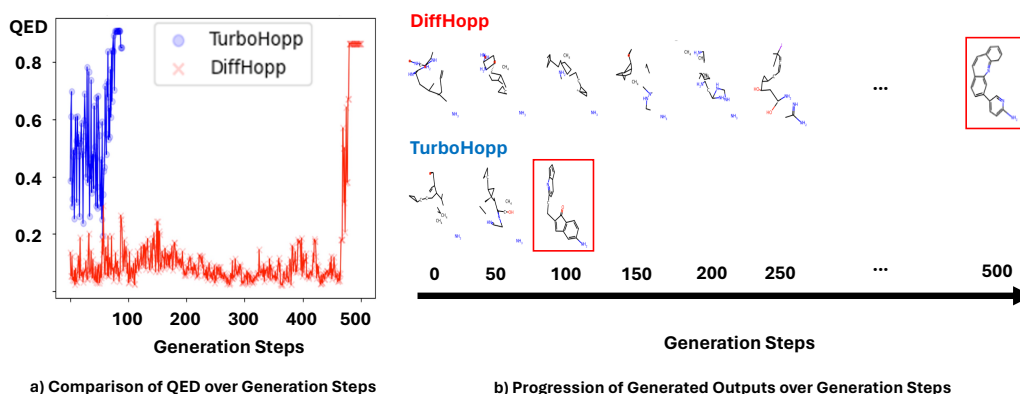 QED
TurboHopp
DiffHopp
0.8
0.6
0.4
0.2
100 200 300 400 500
Generation Steps
a) Comparison of QED over Generation Steps
DiffHopp
...
TurboHopp
0 50 100 150 200 250 ... 500
Generation Steps
b) Progression of Generated Outputs over Generation Steps